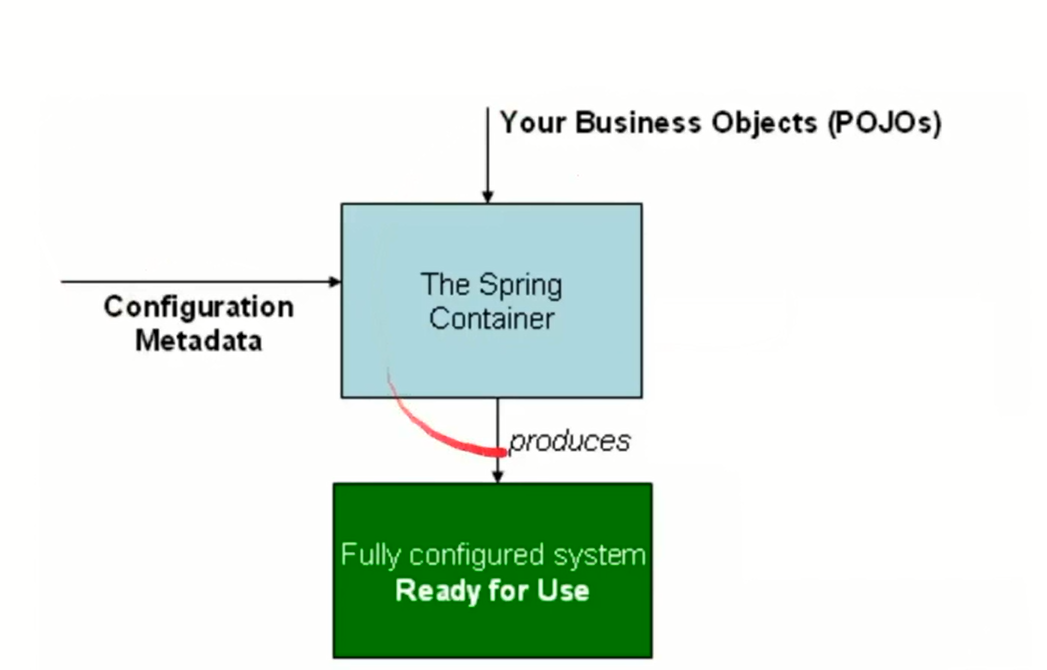 Your Business Objects (POJOs)
The Spring
Container
Configuration
Metadata
produces
Fully configured system
Ready for Use